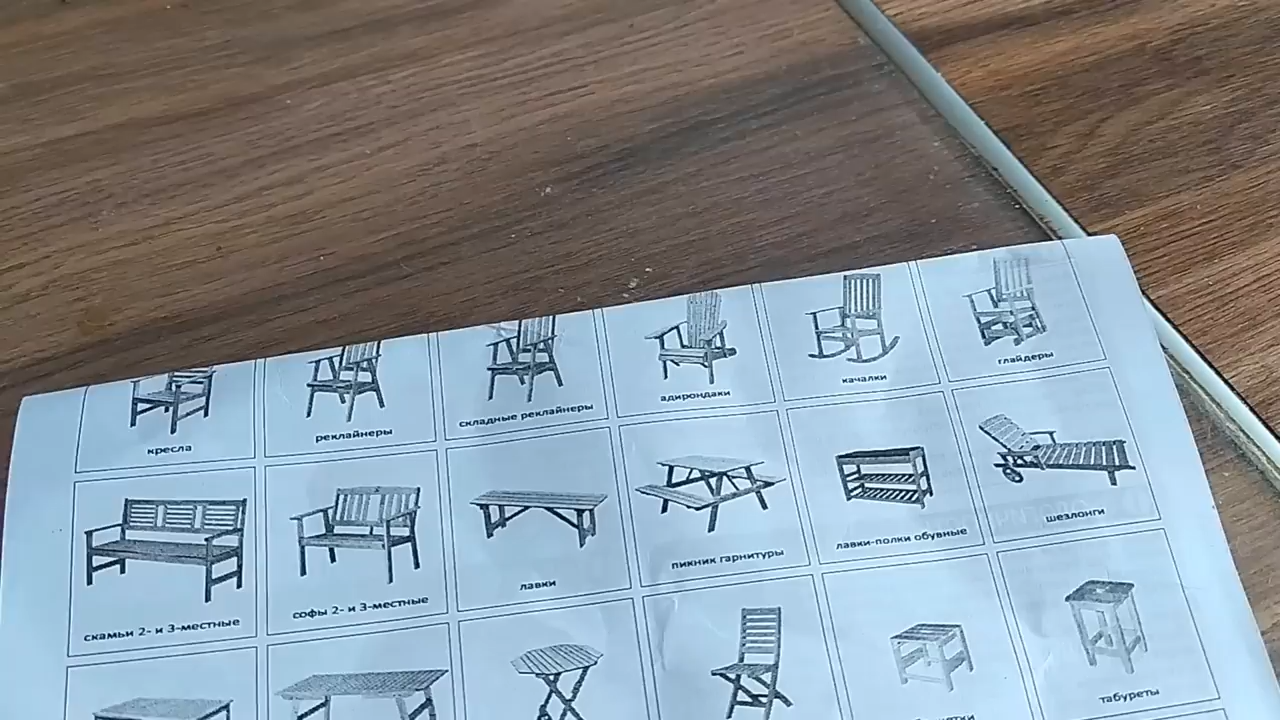 кресла
реклайнеры
складные реклайнеры
адирондаки
качалки
глайдеры
скамьи 2- и 3-местные
софы 2- и 3-местные
лавки
пикник гарнитуры
лавки-полки обувные
шезлонги
табуреты